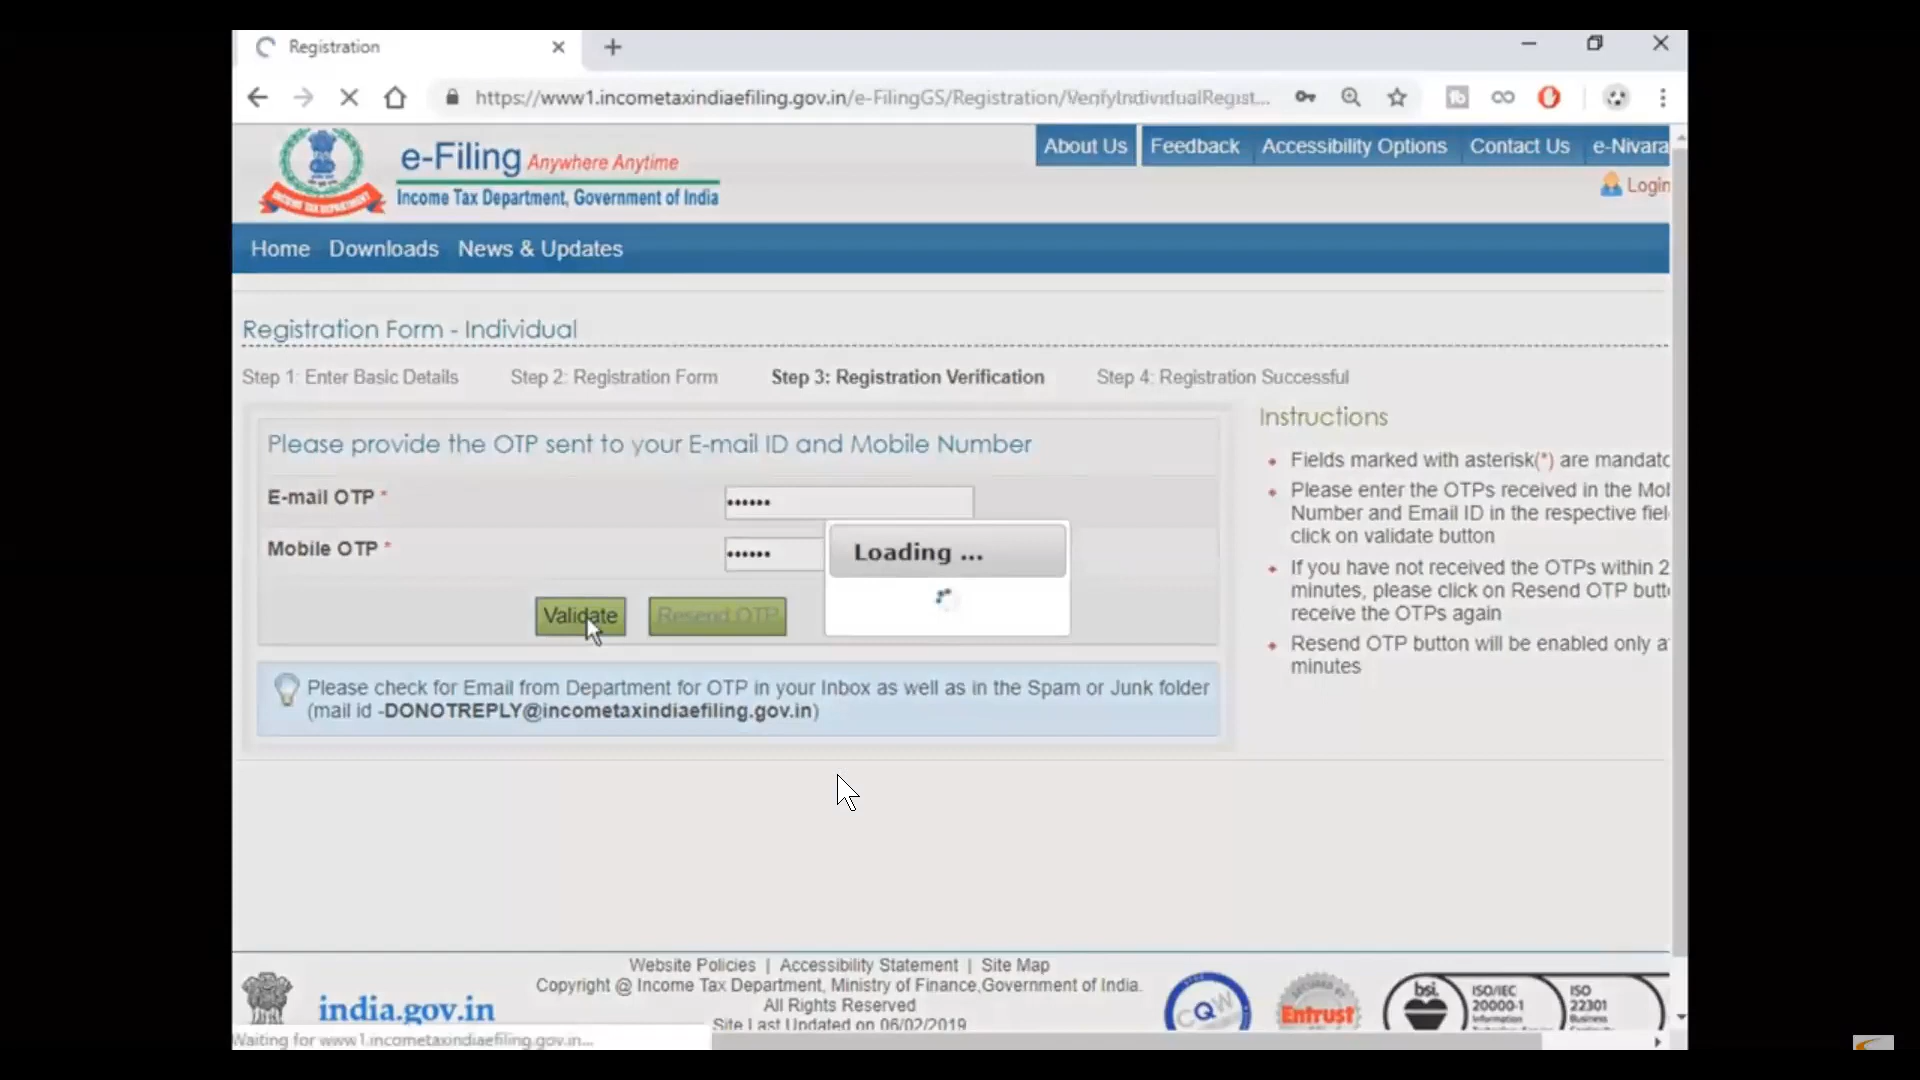 Registration
https://www1.incometaxindiaefiling.gov.in/e-FilingGS/Registration/VerifyIndividualRegist...
e-Filing Anywhere Anytime
Income Tax Department, Government of India
INCOME TAX DEPARTMENT
About Us Feedback Accessibility Options Contact Us e-Nivara
Login
Home Downloads News & Updates
Registration Form - Individual
Step 1: Enter Basic Details Step 2: Registration Form Step 3: Registration Verification Step 4: Registration Successful
Please provide the OTP sent to your E-mail ID and Mobile Number
E-mail OTP *
Mobile OTP *
Loading ...
Validate Resend OTP
Please check for Email from Department for OTP in your Inbox as well as in the Spam or Junk folder
(mail id -DONOTREPLY@incometaxindiaefiling.gov.in)
Instructions
Fields marked with asterisk(*) are mandato
Please enter the OTPs received in the Mob
Number and Email ID in the respective fiel
click on validate button
If you have not received the OTPs within 2
minutes, please click on Resend OTP butt
receive the OTPs again
Resend OTP button will be enabled only a
minutes
Website Policies | Accessibility Statement | Site Map
Copyright @ Income Tax Department, Ministry of Finance,Government of India.
All Rights Reserved
Site Last Updated on 06/02/2019
india.gov.in
CQW
SECURED BY
Entrust
bsi.
ISO/IEC
20000-1
Information
ISO
22301
Business
Waiting for www1.incometaxindiaefiling.gov.in...